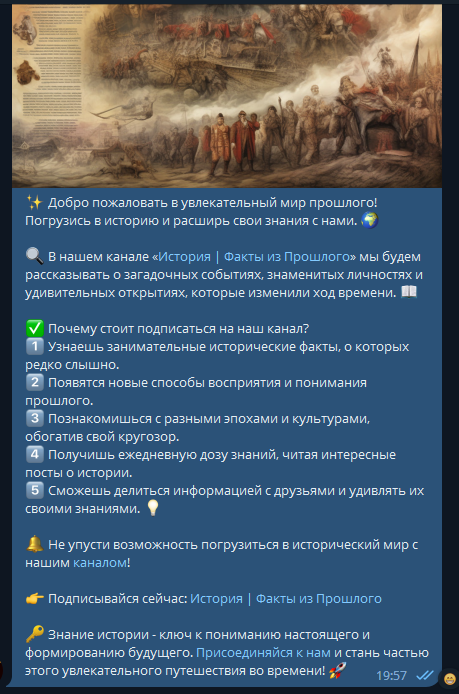 ✨ Добро пожаловать в увлекательный мир прошлого!
Погрузись в историю и расширь свои знания с нами. 🌍
🔍 В нашем канале «История | Факты из Прошлого» мы будем
рассказывать о загадочных событиях, знаменитых личностях и
удивительных открытиях, которые изменили ход времени. 📖
✅ Почему стоит подписаться на наш канал?
1️⃣ Узнаешь занимательные исторические факты, о которых
редко слышно.
2️⃣ Появятся новые способы восприятия и понимания
прошлого.
3️⃣ Познакомишься с разными эпохами и культурами,
обогатив свой кругозор.
4️⃣ Получишь ежедневную дозу знаний, читая интересные
посты о истории.
5️⃣ Сможешь делиться информацией с друзьями и удивлять их
своими знаниями. 💡
🔔 Не упусти возможность погрузиться в исторический мир с
нашим каналом!
👉 Подписывайся сейчас: История | Факты из Прошлого
🔑 Знание истории - ключ к пониманию настоящего и
формированию будущего. Присоединяйся к нам и стань частью
этого увлекательного путешествия во времени! 🚀 19:57